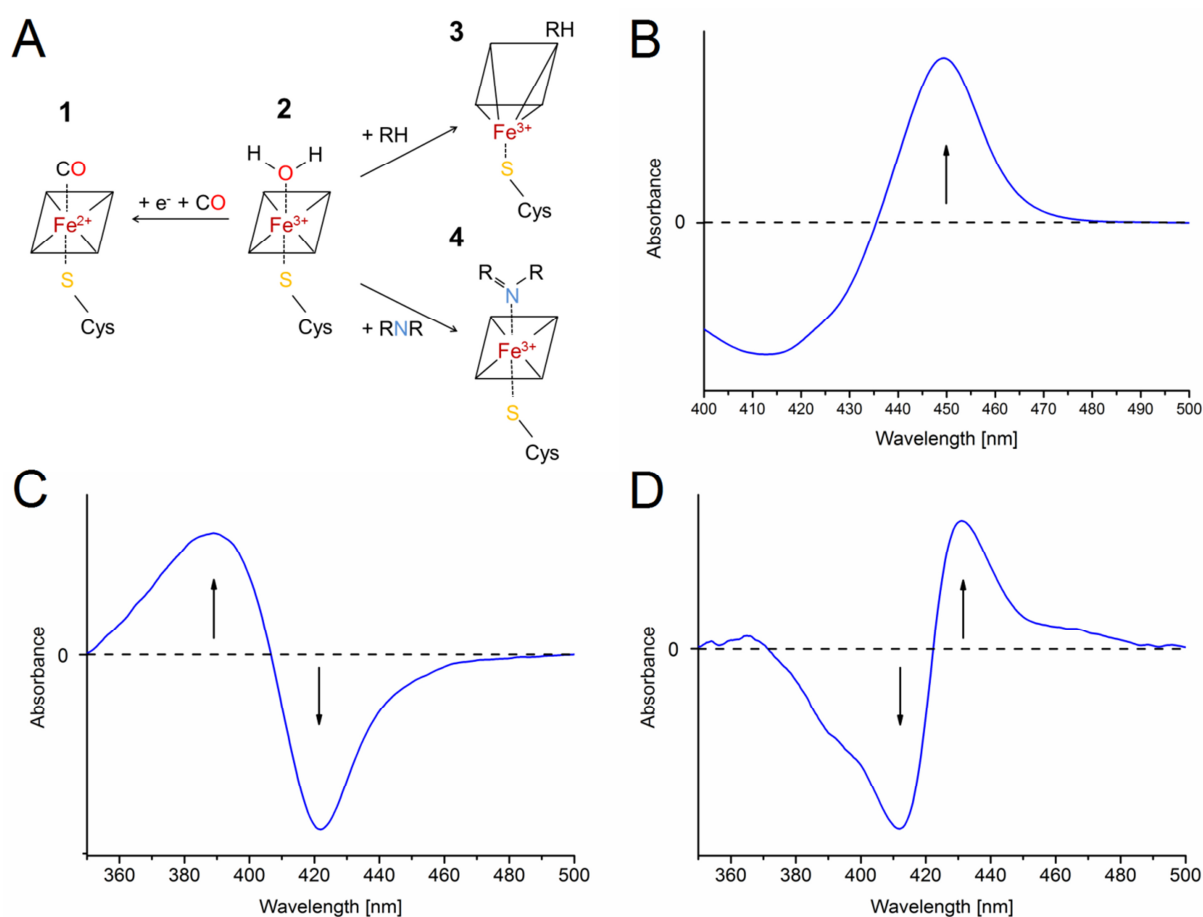 A
1
CO
Fe2+
S
Cys
+ e- + CO
2
H H
O
Fe3+
S
Cys
+ RH
+ RNR
3
RH
Fe3+
S
Cys
4
R R
N
Fe3+
S
Cys
B
Absorbance
0
400 410 420 430 440 450 460 470 480 490 500
Wavelength [nm]
C
Absorbance
0
360 380 400 420 440 460 480 500
Wavelength [nm]
D
Absorbance
0
360 380 400 420 440 460 480 500
Wavelength [nm]